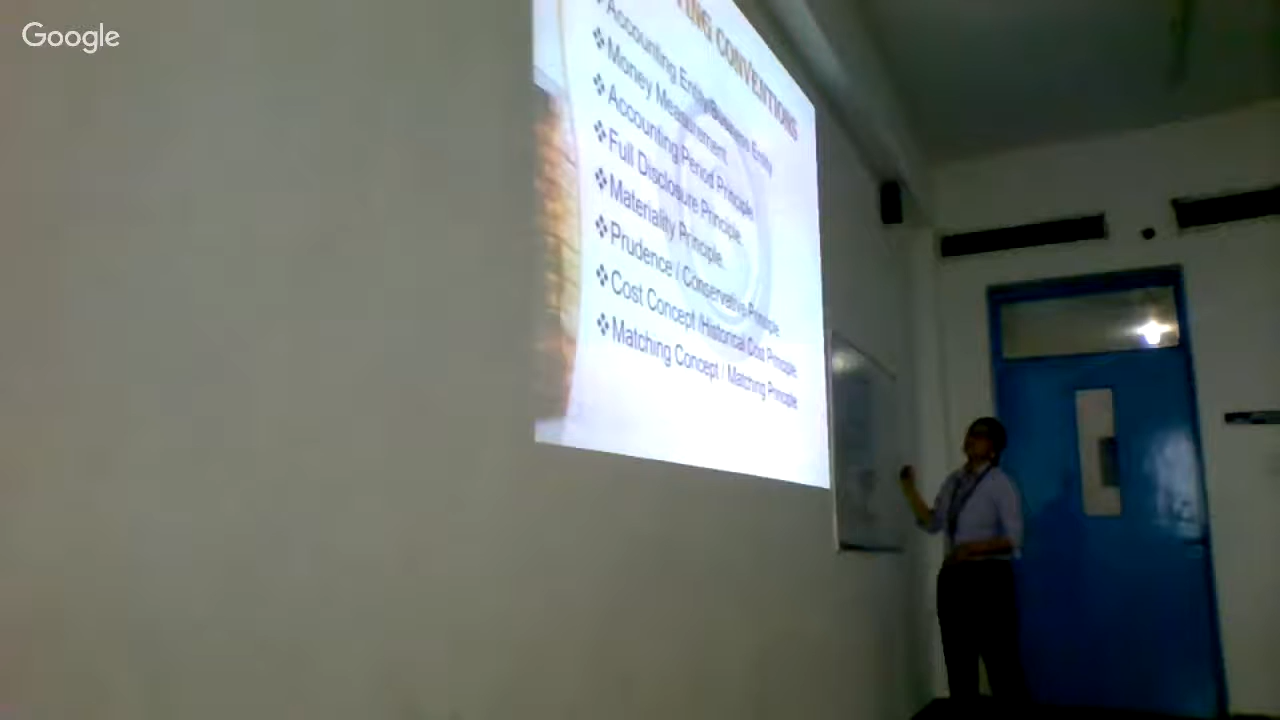 Google
TING CONVENTIONS
❖Accounting Entity/Business Entity
❖Money Measurement
❖Accounting Period Principle.
❖Full Disclosure Principle.
❖Materiality Principle.
❖Prudence / Conservative Principle.
❖Cost Concept /Historical Cost Principle.
❖Matching Concept / Matching Principle.